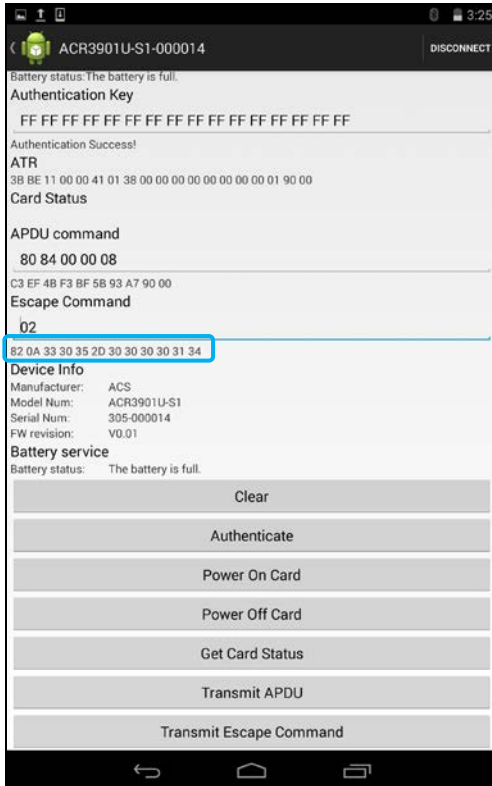 3:25
ACR3901U-S1-000014 DISCONNECT
Battery status:The battery is full.
Authentication Key
FF FF FF FF FF FF FF FF FF FF FF FF FF FF FF FF
Authentication Success!
ATR
3B BE 11 00 00 41 01 38 00 00 00 00 00 00 00 00 00 01 90 00
Card Status
APDU command
80 84 00 00 08
C3 EF 4B F3 BF 5B 93 A7 90 00
Escape Command
02
82 0A 33 30 35 2D 30 30 30 30 31 34
Device Info
Manufacturer: ACS
Model Num: ACR3901U-S1
Serial Num: 305-000014
FW revision: V0.01
Battery service
Battery status: The battery is full.
Clear
Authenticate
Power On Card
Power Off Card
Get Card Status
Transmit APDU
Transmit Escape Command